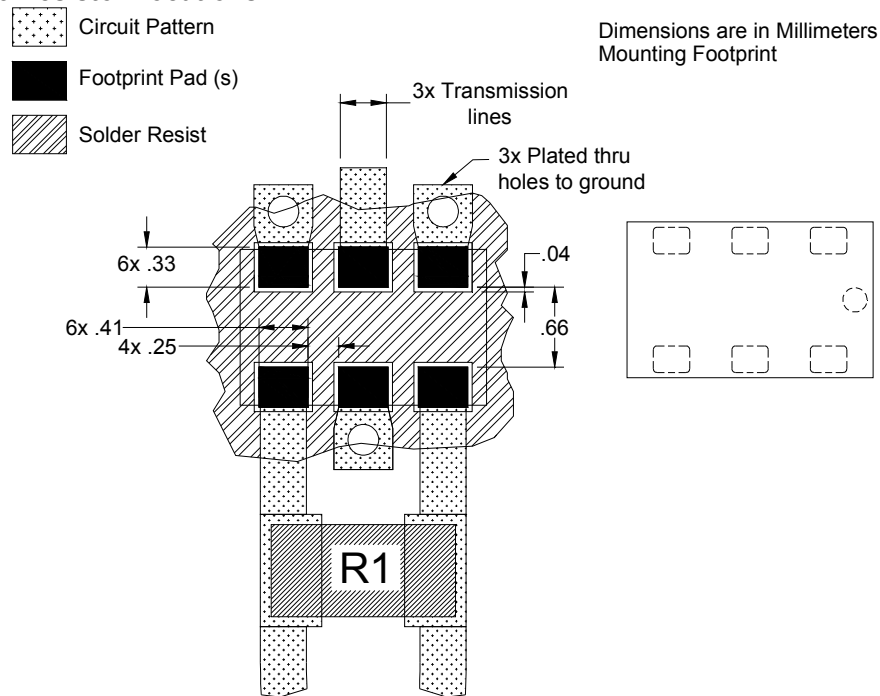 Circuit Pattern
Footprint Pad (s)
Solder Resist
Dimensions are in Millimeters
Mounting Footprint
3x Transmission
lines
3x Plated thru
holes to ground
6x .33
.04
6x .41
4x .25
.66
R1